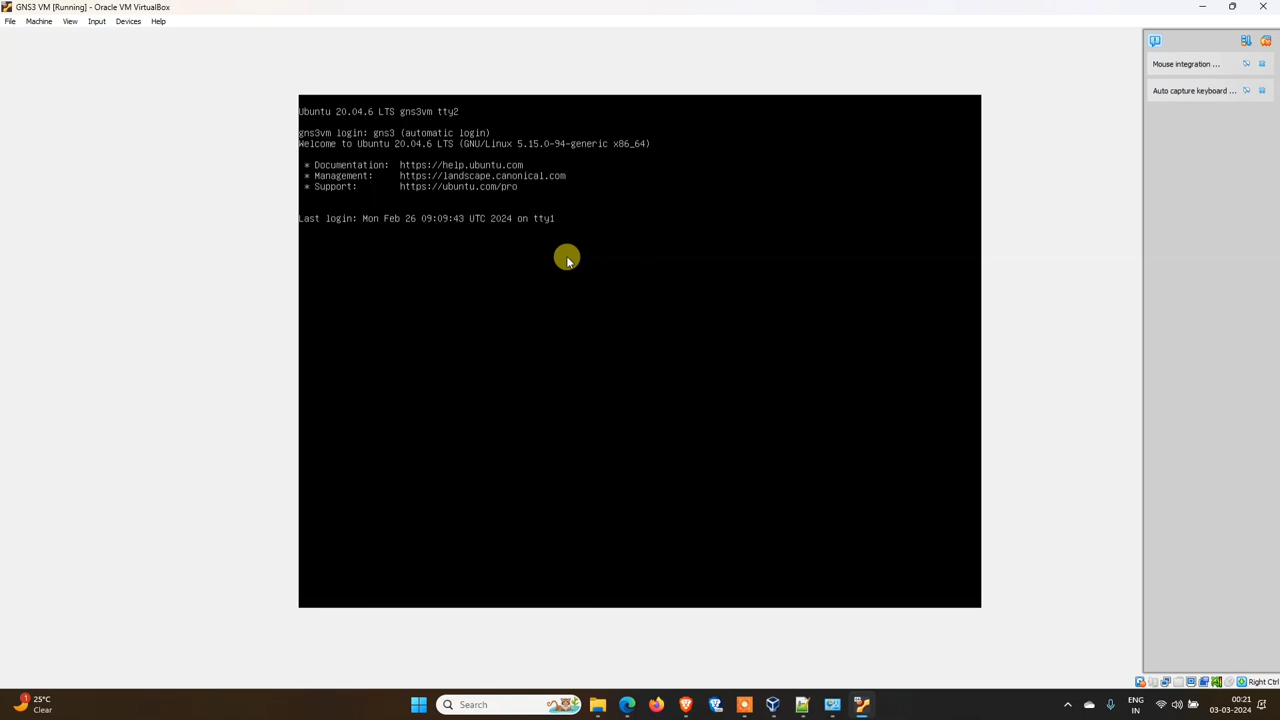 GNS3 VM [Running] - Oracle VM VirtualBox
File Machine View Input Devices Help
Mouse integration ...
Auto capture keyboard ...
Ubuntu 20.04.6 LTS gns3vm tty2
gns3vm login: gns3 (automatic login)
Welcome to Ubuntu 20.04.6 LTS (GNU/Linux 5.15.0-94-generic x86_64)
* Documentation: https://help.ubuntu.com
* Management: https://landscape.canonical.com
* Support: https://ubuntu.com/pro
Last login: Mon Feb 26 09:09:43 UTC 2024 on tty1
Right Ctrl
1
25°C
Clear
Search
ENG
IN
00:21
03-03-2024